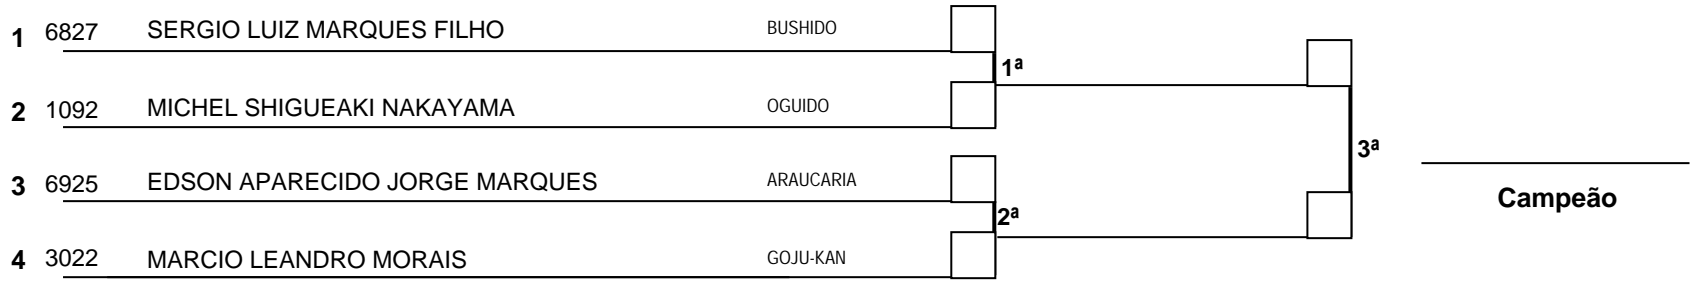 1 6827 SERGIO LUIZ MARQUES FILHO BUSHIDO
1ª
2 1092 MICHEL SHIGUEAKI NAKAYAMA OGUIDO
3ª
3 6925 EDSON APARECIDO JORGE MARQUES ARAUCARIA
Campeão
2ª
4 3022 MARCIO LEANDRO MORAIS GOJU-KAN